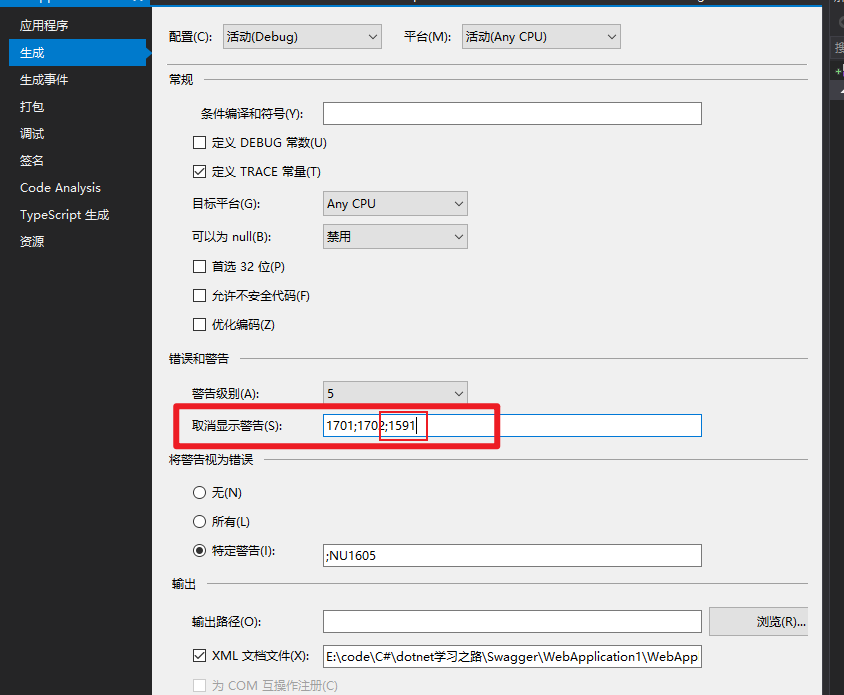 应用程序
生成
生成事件
打包
调试
签名
Code Analysis
TypeScript 生成
资源
配置(C): 活动(Debug) 平台(M): 活动(Any CPU)
常规
条件编译和符号(Y):
定义 DEBUG 常数(U)
定义 TRACE 常量(T)
目标平台(G): Any CPU
可以为 null(B): 禁用
首选 32 位(P)
允许不安全代码(F)
优化编码(Z)
错误和警告
警告级别(A): 5
取消显示警告(S): 1701;1702;1591
将警告视为错误
无(N)
所有(L)
特定警告(I): ;NU1605
输出
输出路径(O): 浏览(R)...
XML 文档文件(X): E:\code\C#\dotnet学习之路\Swagger\WebApplication1\WebApp
为 COM 互操作注册(C)